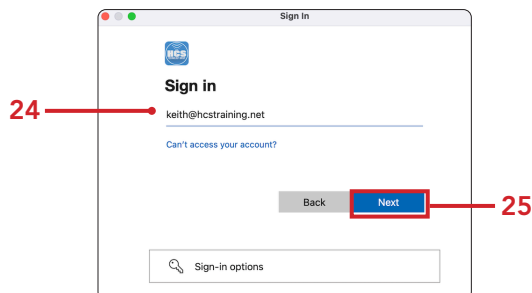 Sign In
HCS
Sign in
24
keith@hcstraining.net
Can't access your account?
Back
Next
25
Sign-in options